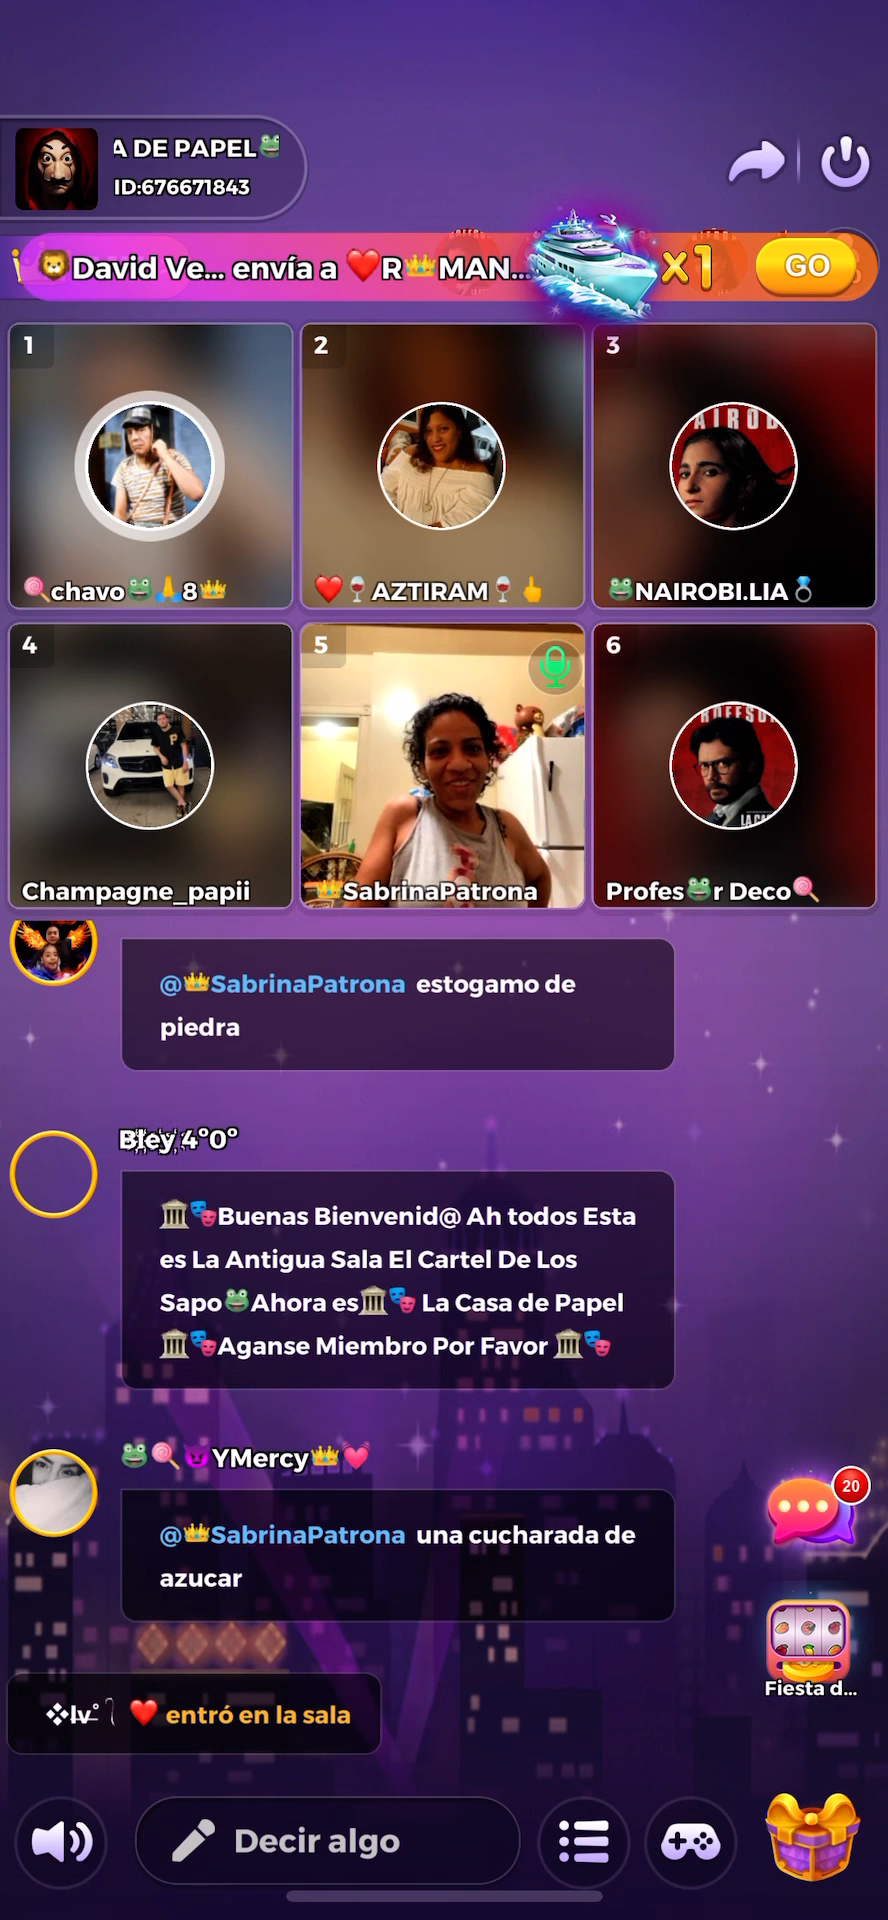 A DE PAPEL🐸
ID:676671843
🦁David Ve... envía a ❤️R👑MAN...
x1
GO
1
2
3
AIROB
🍭chavo🐸🙏8👑
❤️🍷AZTIRAM🍷👆
🐸NAIROBI.LIA💍
4
5
6
Champagne_papii
👑SabrinaPatrona
Profes🐸r Deco🍭
@👑SabrinaPatrona estogamo de
piedra
Bley 4°0°
🏛️🎭Buenas Bienvenid@ Ah todos Esta
es La Antigua Sala El Cartel De Los
Sapo🐸Ahora es🏛️🎭 La Casa de Papel
🏛️🎭Aganse Miembro Por Favor 🏛️🎭
🐸🍭😈YMercy👑💓
@👑SabrinaPatrona una cucharada de
azucar
20
Fiesta d...
❤️ entró en la sala
Decir algo